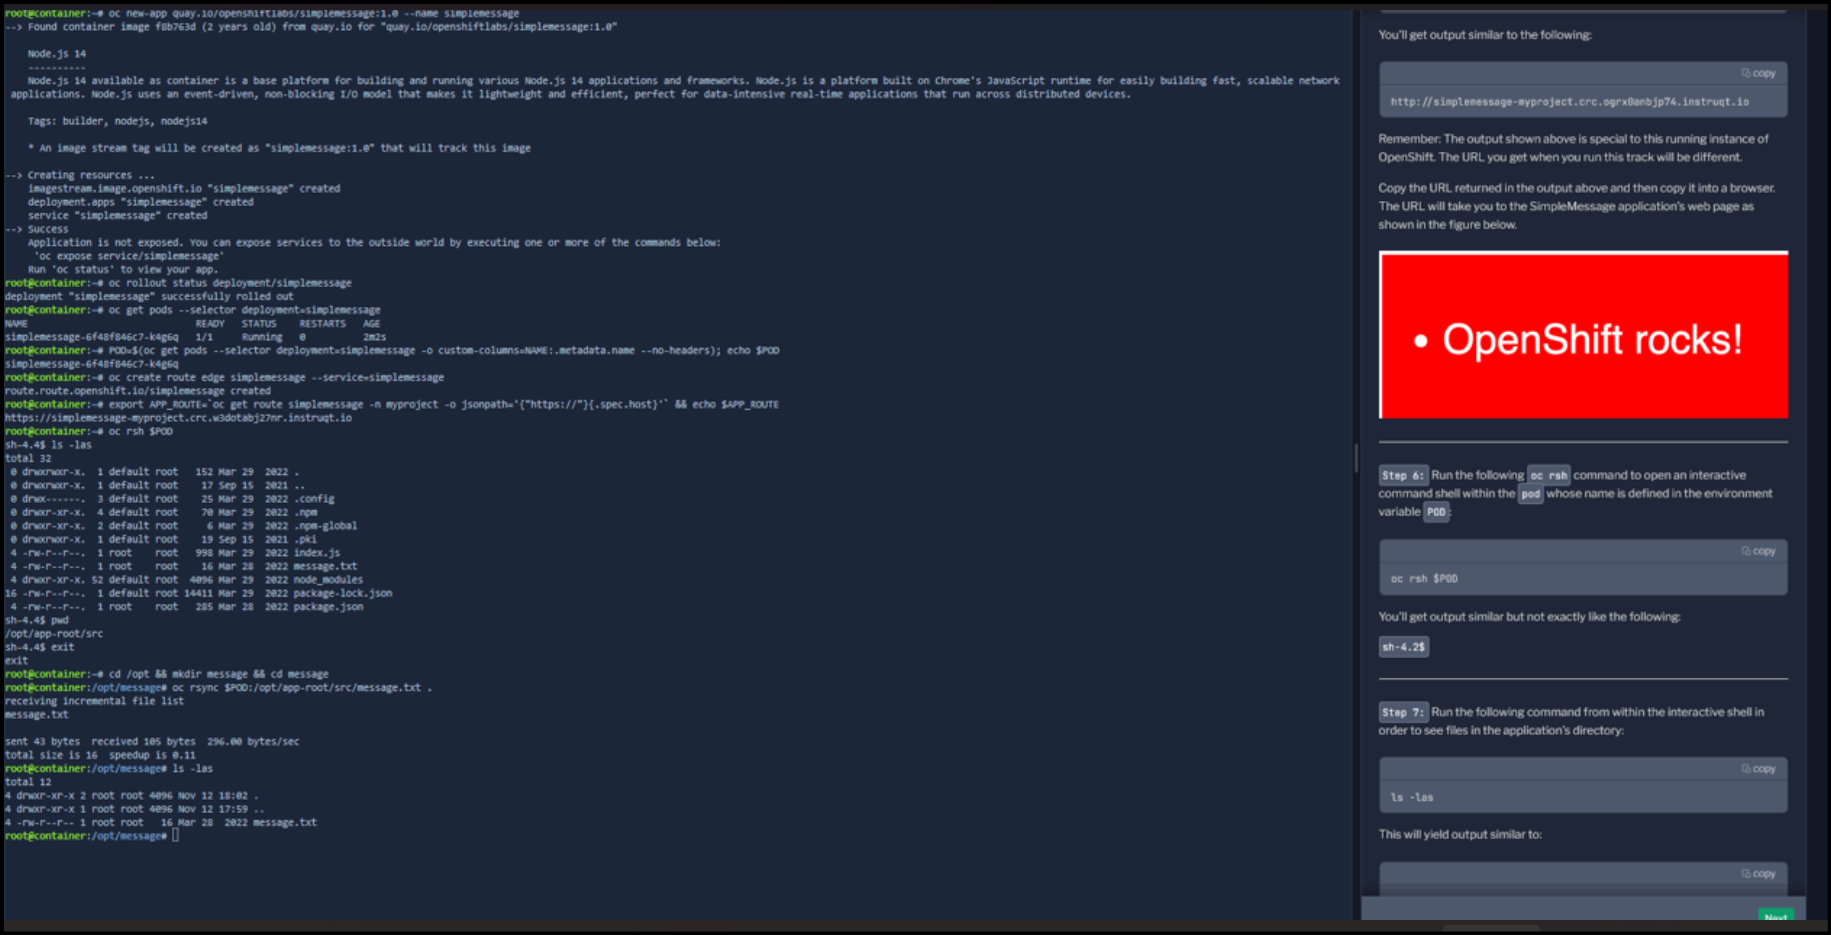 root@container:~# oc new-app quay.io/openshiftlabs/simplemessage:1.0 --name simplemessage
--> Found container image f8b763d (2 years old) from quay.io for "quay.io/openshiftlabs/simplemessage:1.0"
Node.js 14
----------
Node.js 14 available as container is a base platform for building and running various Node.js 14 applications and frameworks. Node.js is a platform built on Chrome's JavaScript runtime for easily building fast, scalable network
applications. Node.js uses an event-driven, non-blocking I/O model that makes it lightweight and efficient, perfect for data-intensive real-time applications that run across distributed devices.
Tags: builder, nodejs, nodejs14
* An image stream tag will be created as "simplemessage:1.0" that will track this image
--> Creating resources ...
imagestream.image.openshift.io "simplemessage" created
deployment.apps "simplemessage" created
service "simplemessage" created
--> Success
Application is not exposed. You can expose services to the outside world by executing one or more of the commands below:
'oc expose service/simplemessage'
Run 'oc status' to view your app.
root@container:~# oc rollout status deployment/simplemessage
deployment "simplemessage" successfully rolled out
root@container:~# oc get pods --selector deployment=simplemessage
NAME READY STATUS RESTARTS AGE
simplemessage-6f48f846c7-k4g6q 1/1 Running 0 2m2s
root@container:~# POD=$(oc get pods --selector deployment=simplemessage -o custom-columns=NAME:.metadata.name --no-headers); echo $POD
simplemessage-6f48f846c7-k4g6q
root@container:~# oc create route edge simplemessage --service=simplemessage
route.route.openshift.io/simplemessage created
root@container:~# export APP_ROUTE=`oc get route simplemessage -n myproject -o jsonpath='{"https://"}{.spec.host}'` && echo $APP_ROUTE
https://simplemessage-myproject.crc.w3dotabj27nr.instruqt.io
root@container:~# oc rsh $POD
sh-4.4$ ls -las
total 32
0 drwxrwxr-x. 1 default root 152 Mar 29 2022 .
0 drwxrwxr-x. 1 default root 17 Sep 15 2021 ..
0 drwx------. 3 default root 25 Mar 29 2022 .config
0 drwxr-xr-x. 4 default root 70 Mar 29 2022 .npm
0 drwxr-xr-x. 2 default root 6 Mar 29 2022 .npm-global
0 drwxr-xr-x. 1 default root 19 Sep 15 2021 .pki
4 -rw-r--r--. 1 root root 998 Mar 29 2022 index.js
4 -rw-r--r--. 1 root root 16 Mar 28 2022 message.txt
4 drwxr-xr-x. 52 default root 4096 Mar 29 2022 node_modules
16 -rw-r--r--. 1 default root 14411 Mar 29 2022 package-lock.json
4 -rw-r--r--. 1 root root 285 Mar 28 2022 package.json
sh-4.4$ pwd
/opt/app-root/src
sh-4.4$ exit
exit
root@container:~# cd /opt && mkdir message && cd message
root@container:/opt/message# oc rsync $POD:/opt/app-root/src/message.txt .
receiving incremental file list
message.txt
sent 43 bytes received 105 bytes 296.00 bytes/sec
total size is 16 speedup is 0.11
root@container:/opt/message# ls -las
total 12
4 drwxr-xr-x 2 root root 4096 Nov 12 18:02 .
4 drwxr-xr-x 1 root root 4096 Nov 12 17:59 ..
4 -rw-r--r-- 1 root root 16 Mar 28 2022 message.txt
root@container:/opt/message#
You'll get output similar to the following:
copy
http://simplemessage-myproject.crc.ogrx0anbjp74.instruqt.io
Remember: The output shown above is special to this running instance of
OpenShift. The URL you get when you run this track will be different.
Copy the URL returned in the output above and then copy it into a browser.
The URL will take you to the SimpleMessage application's web page as
shown in the figure below.
• OpenShift rocks!
Step 6: Run the following oc rsh command to open an interactive
command shell within the pod whose name is defined in the environment
variable POD:
copy
oc rsh $POD
You'll get output similar but not exactly like the following:
sh-4.2$
Step 7: Run the following command from within the interactive shell in
order to see files in the application's directory:
copy
ls -las
This will yield output similar to:
copy
Next